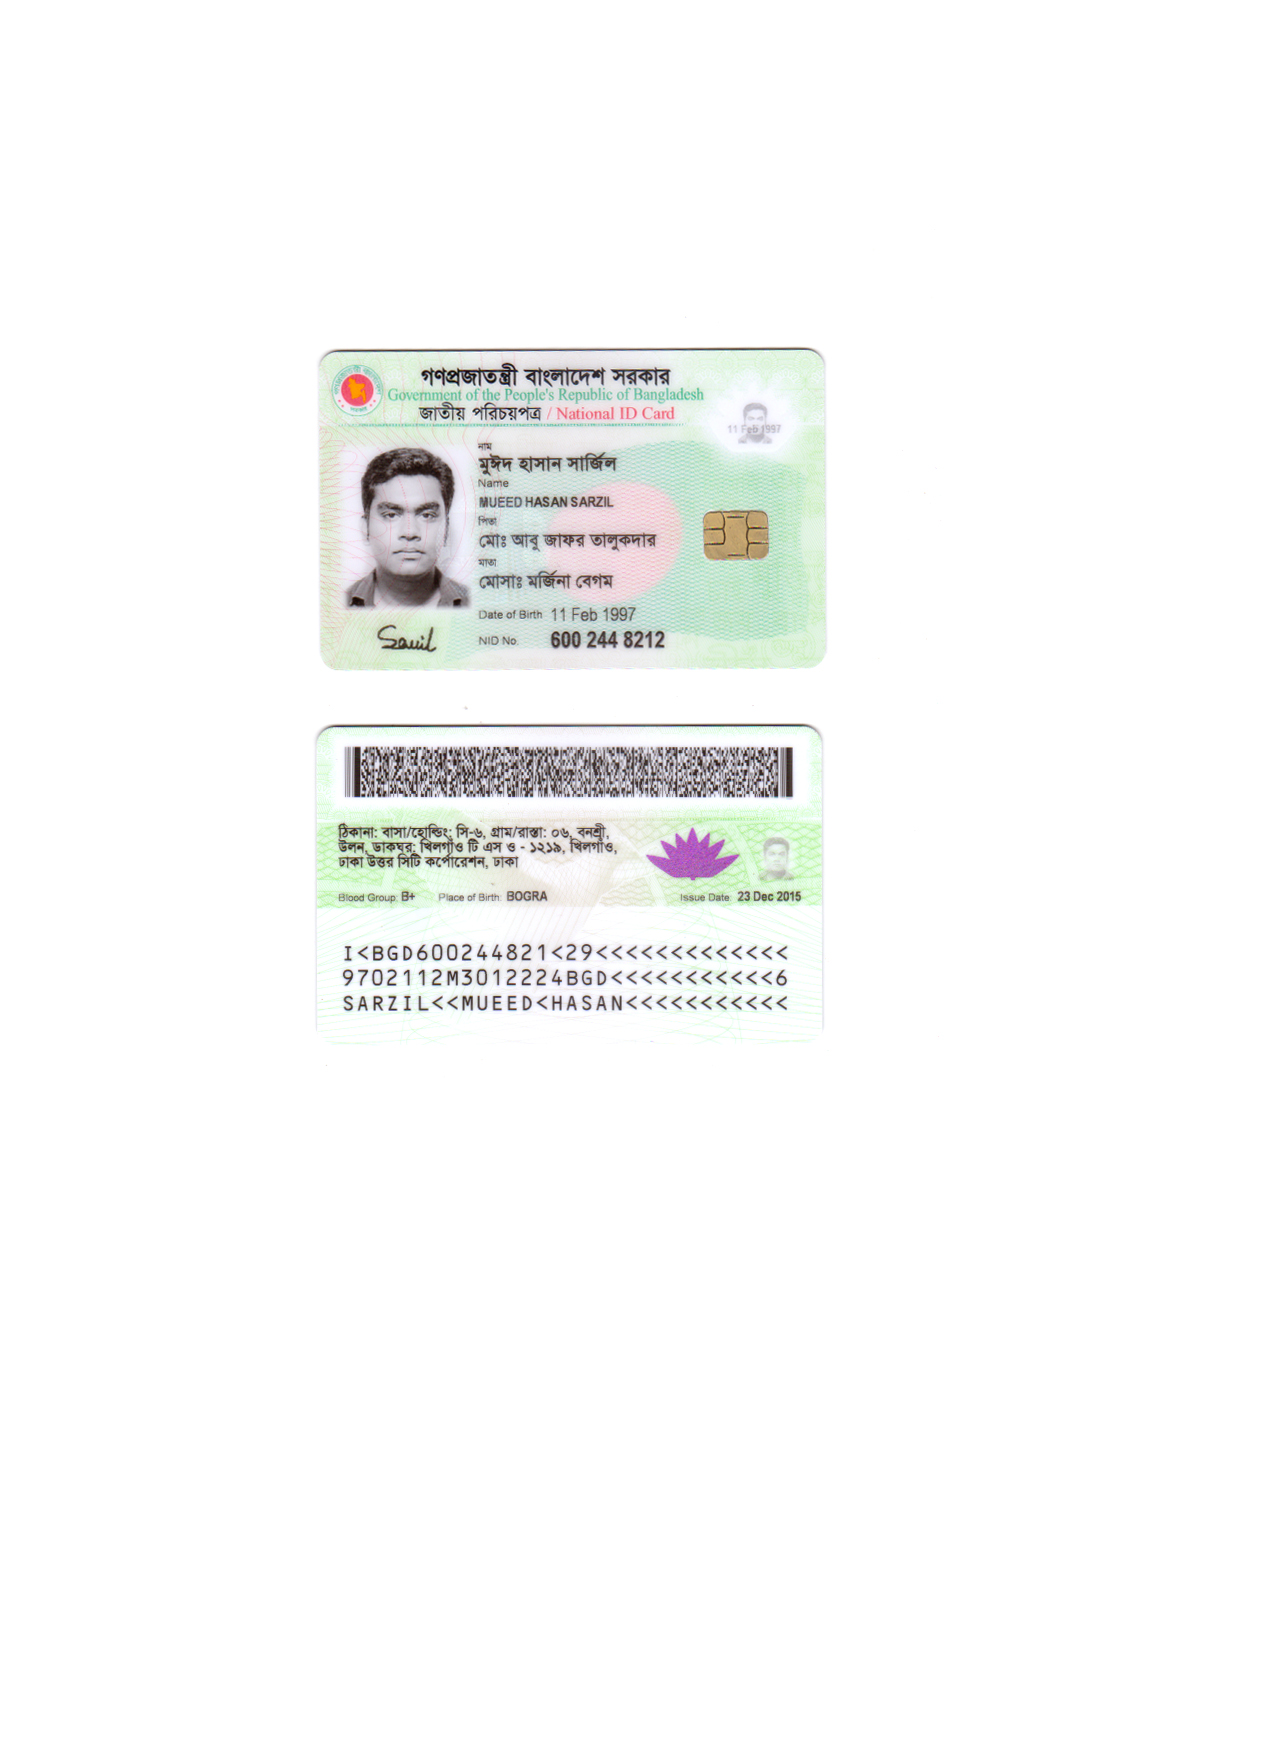 গণপ্রজাতন্ত্রী বাংলাদেশ সরকার
Government of the People's Republic of Bangladesh
জাতীয় পরিচয়পত্র / National ID Card
11 Feb 1997
নাম
মুঈদ হাসান সার্জিল
Name
MUEED HASAN SARZIL
পিতা
মোঃ আবু জাফর তালুকদার
মাতা
মোসাঃ মর্জিনা বেগম
Date of Birth 11 Feb 1997
NID No. 600 244 8212
ঠিকানা: বাসা/হোল্ডিং: সি-৬, গ্রাম/রাস্তা: ০৬, বনশ্রী,
উলন, ডাকঘর: খিলগাঁও টি এস ও - ১২১৯, খিলগাঁও,
ঢাকা উত্তর সিটি কর্পোরেশন, ঢাকা
Blood Group: B+ Place of Birth: BOGRA Issue Date: 23 Dec 2015
I<BGD600244821<29<<<<<<<<<<<<<
9702112M3012224BGD<<<<<<<<<<<6
SARZIL<<MUEED<HASAN<<<<<<<<<<<